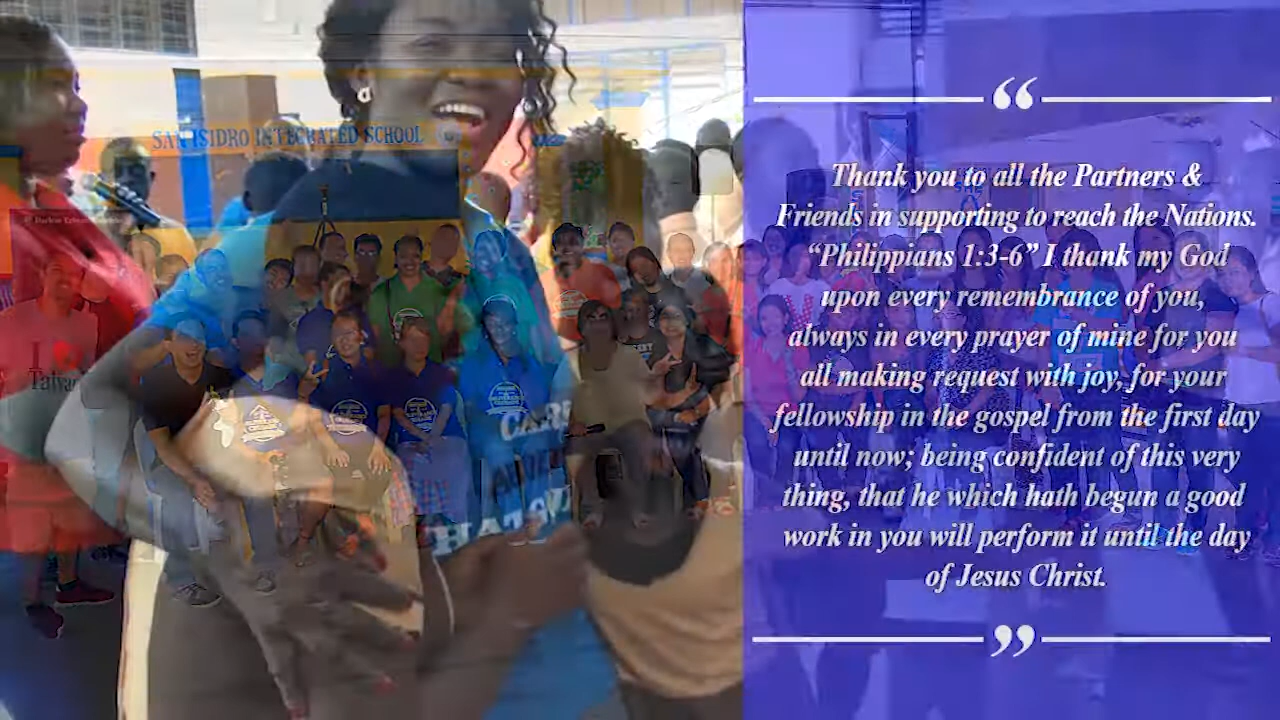 SAN ISIDRO INTEGRATED SCHOOL
I
Taiwan
“
Thank you to all the Partners &
Friends in supporting to reach the Nations.
“Philippians 1:3-6” I thank my God
upon every remembrance of you,
always in every prayer of mine for you
all making request with joy, for your
fellowship in the gospel from the first day
until now; being confident of this very
thing, that he which hath begun a good
work in you will perform it until the day
of Jesus Christ.
”